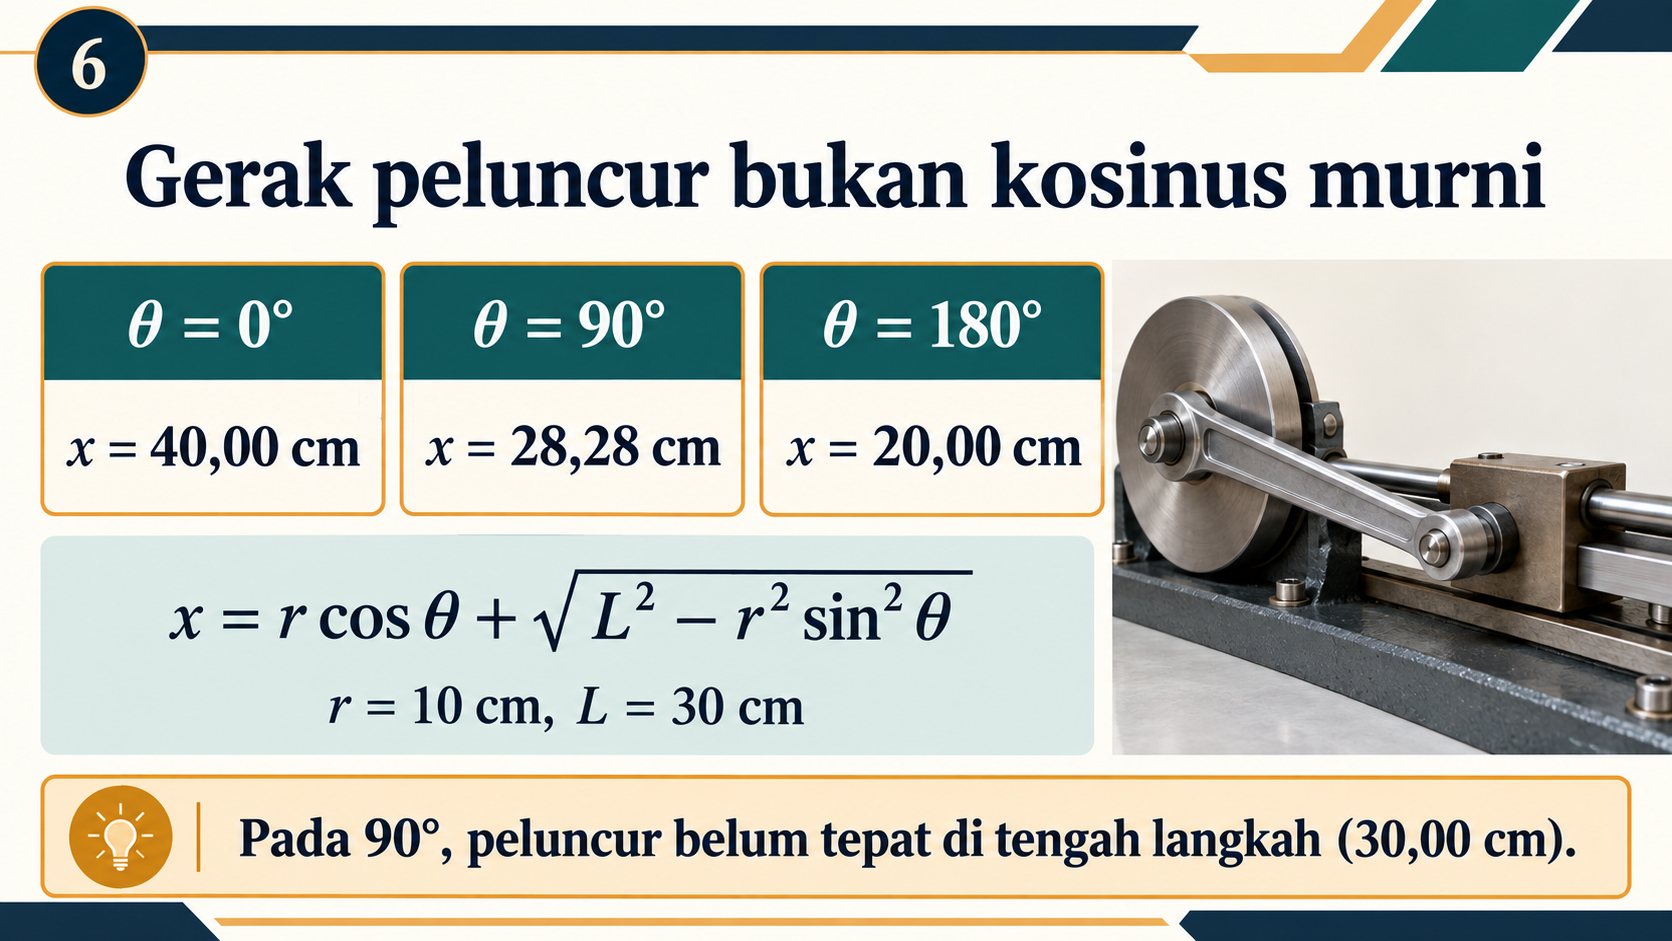 6
Gerak peluncur bukan kosinus murni
θ = 0°
x = 40,00 cm
θ = 90°
x = 28,28 cm
θ = 180°
x = 20,00 cm
x = r cos θ + √(L² − r² sin² θ)
r = 10 cm, L = 30 cm
Pada 90°, peluncur belum tepat di tengah langkah (30,00 cm).